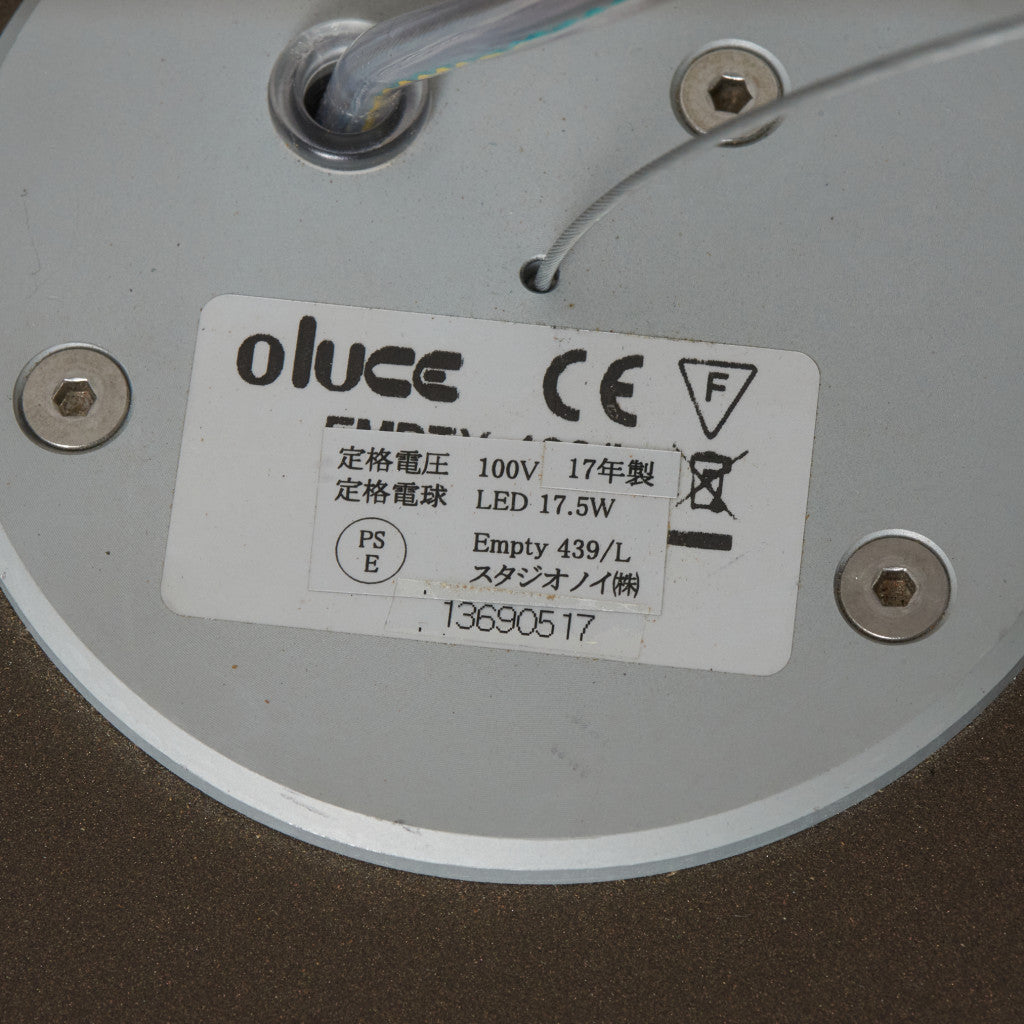 oluce CE F
定格電圧 100V 17年製
定格電球 LED 17.5W
PS E Empty 439/L
スタジオノイ㈱
13690517